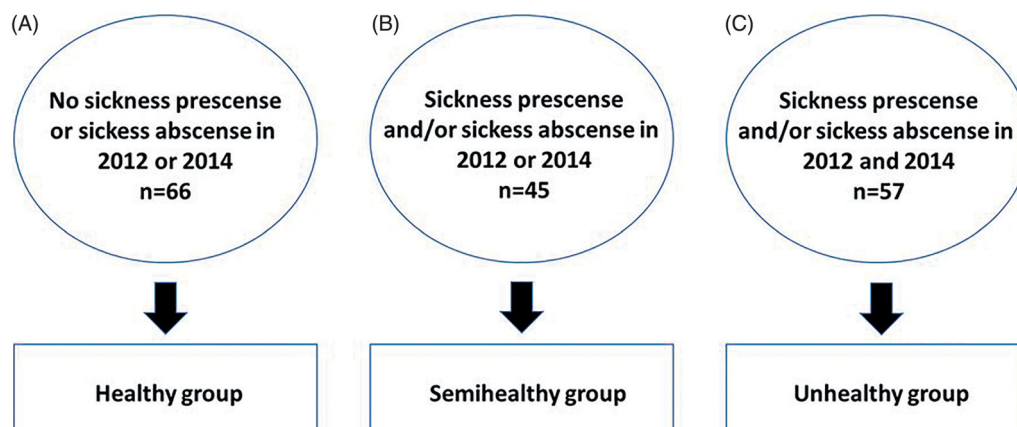 (A)
No sickness prescense
or sickess abscense in
2012 or 2014
n=66
Healthy group
(B)
Sickness prescense
and/or sickess abscense in
2012 or 2014
n=45
Semihealthy group
(C)
Sickness prescense
and/or sickess abscense in
2012 and 2014
n=57
Unhealthy group